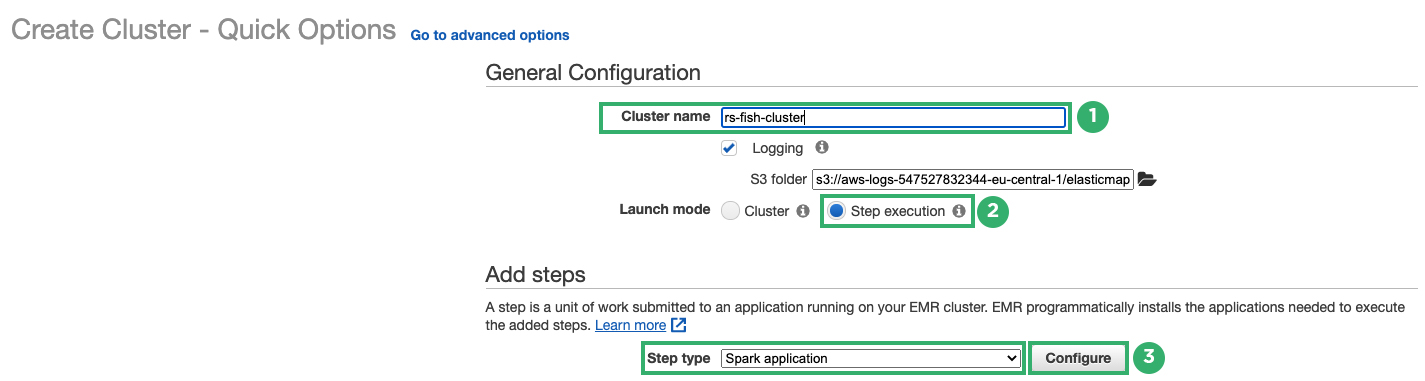 Create Cluster - Quick Options Go to advanced options
General Configuration
Cluster name rs-fish-cluster 1
Logging
S3 folder s3://aws-logs-547527832344-eu-central-1/elasticmap
Launch mode Cluster Step execution 2
Add steps
A step is a unit of work submitted to an application running on your EMR cluster. EMR programmatically installs the applications needed to execute
the added steps. Learn more
Step type Spark application Configure 3